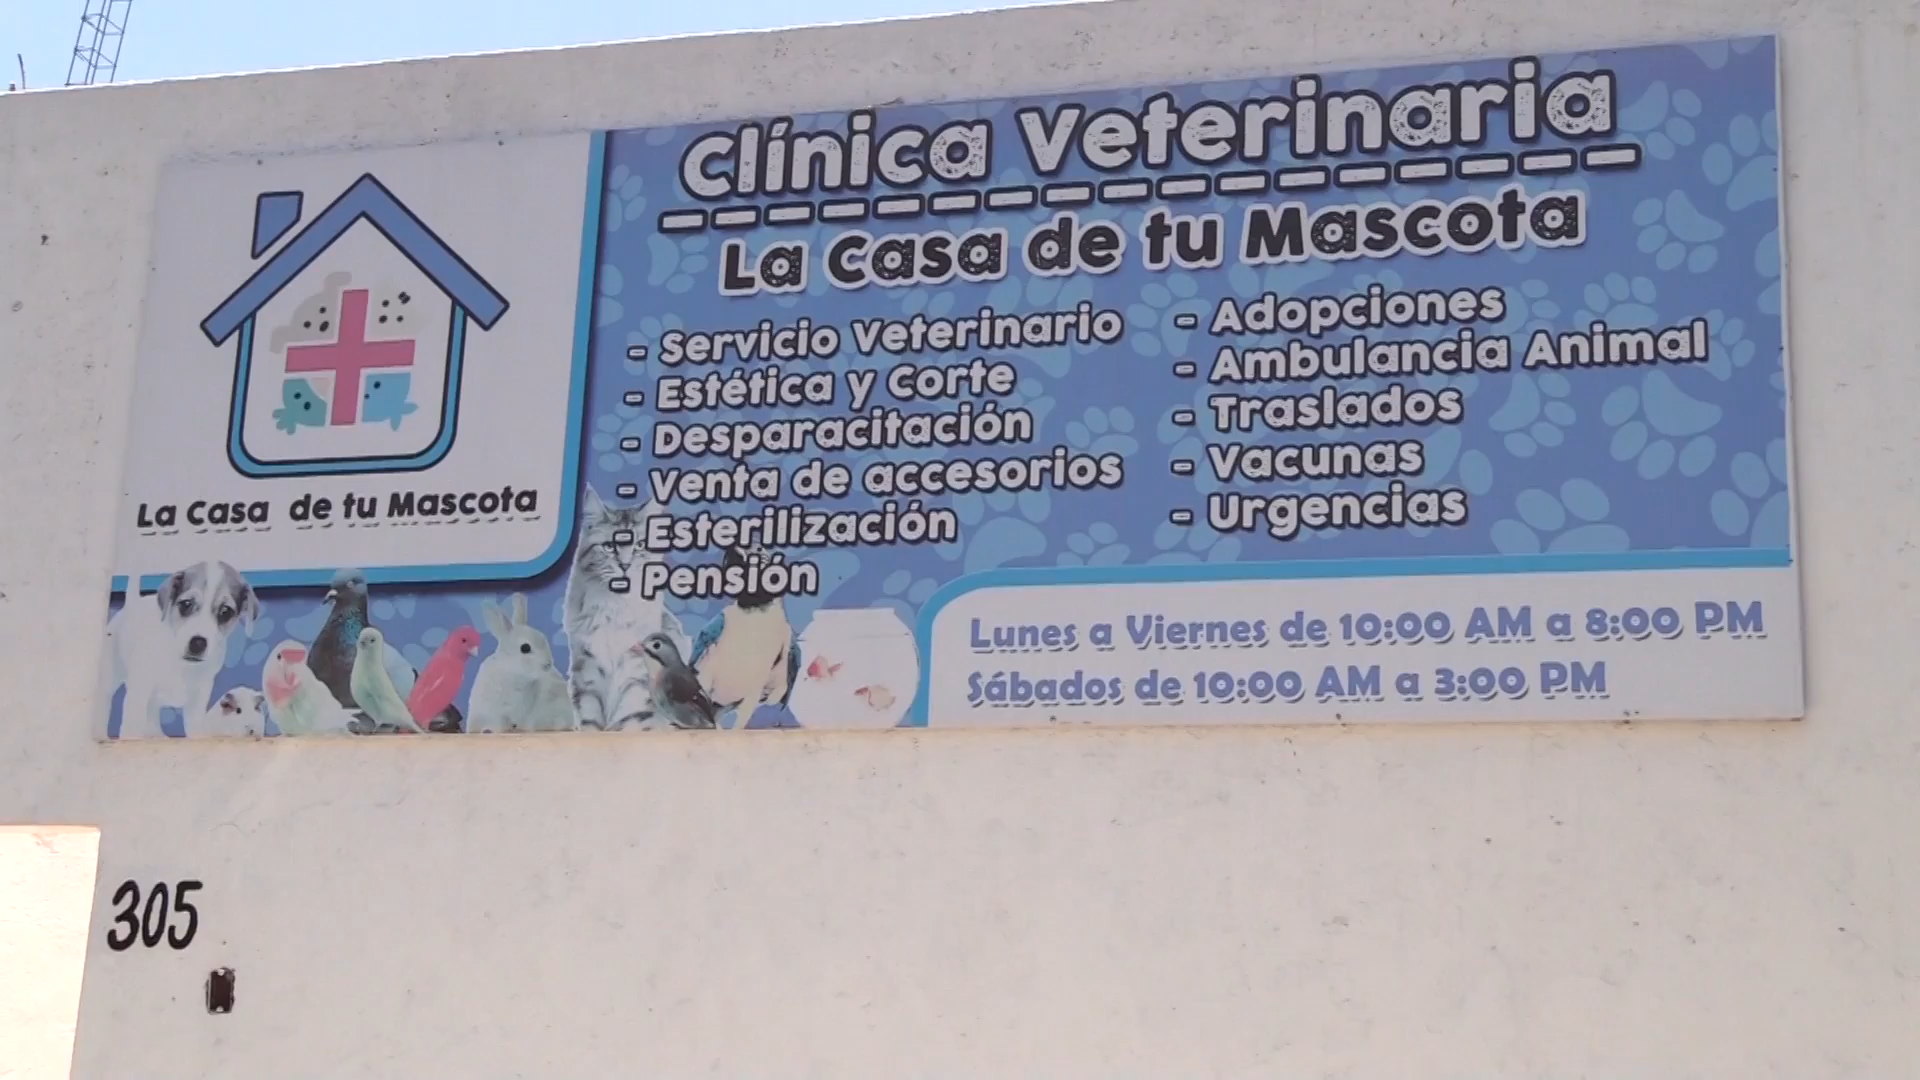 Clínica Veterinaria
La Casa de tu Mascota
- Servicio Veterinario
- Estética y Corte
- Desparacitación
- Venta de accesorios
- Esterilización
- Pensión
- Adopciones
- Ambulancia Animal
- Traslados
- Vacunas
- Urgencias
La Casa de tu Mascota
Lunes a Viernes de 10:00 AM a 8:00 PM
Sábados de 10:00 AM a 3:00 PM
305